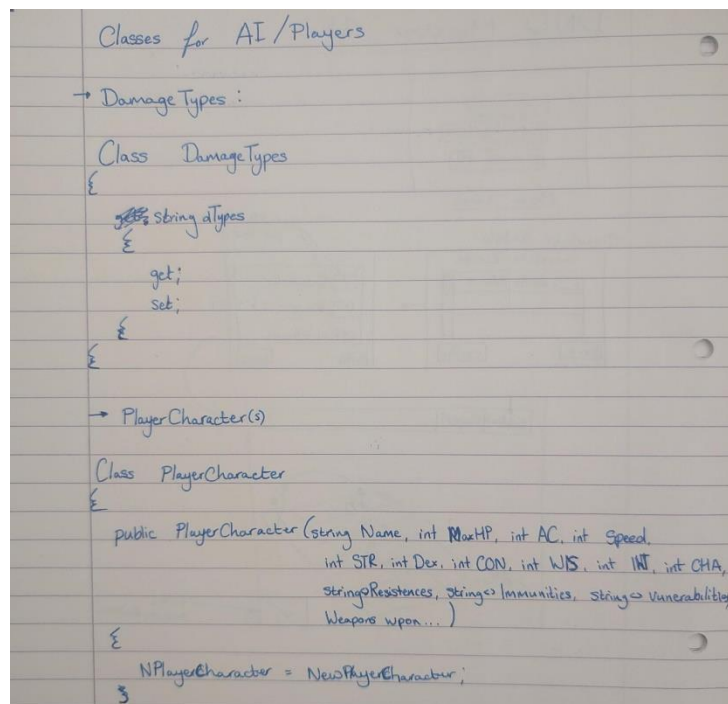 Classes for AI/Players
→ DamageTypes :
Class DamageTypes
{
string dTypes
{
get;
set;
{
{
→ PlayerCharacter(s)
Class PlayerCharacter
{
public PlayerCharacter (string Name, int MaxHP, int AC, int Speed,
int STR, int Dex, int CON, int WIS, int INT, int CHA,
string<>Resistences, string<> Immunities, string<> Vunerabilities,
Weapons wpon... )
{
NPlayerCharacter = NewPlayerCharacter;
}